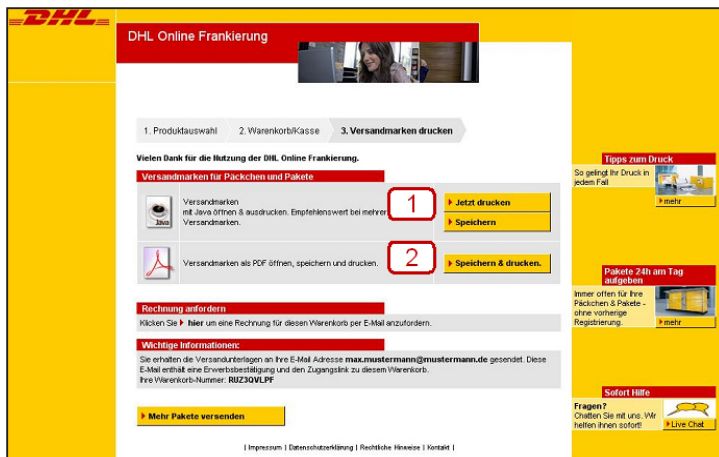 DHL
DHL Online Frankierung
1. Produktauswahl 2. Warenkorb/Kasse 3. Versandmarken drucken
Vielen Dank für die Nutzung der DHL Online Frankierung.
Versandmarken für Päckchen und Pakete
Java
Versandmarken
mit Java öffnen & ausdrucken. Empfehlenswert bei mehreren
Versandmarken.
1
Jetzt drucken
Speichern
Versandmarken als PDF öffnen, speichern und drucken.
2
Speichern & drucken.
Rechnung anfordern
Klicken Sie hier um eine Rechnung für diesen Warenkorb per E-Mail anzufordern.
Wichtige Informationen:
Sie erhalten die Versandunterlagen an Ihre E-Mail Adresse max.mustermann@mustermann.de gesendet. Diese
E-Mail enthält eine Erwerbsbestätigung und den Zugangslink zu diesem Warenkorb.
Ihre Warenkorb-Nummer: RUZ3QVLPF
Mehr Pakete versenden
| Impressum | Datenschutzerklärung | Rechtliche Hinweise | Kontakt |
Tipps zum Druck
So gelingt Ihr Druck in
jedem Fall
mehr
Pakete 24h am Tag
aufgeben
Immer offen für Ihre
Päckchen & Pakete -
ohne vorherige
Registrierung.
mehr
Sofort Hilfe
Fragen?
Chatten Sie mit uns. Wir
helfen ihnen sofort!
Live Chat